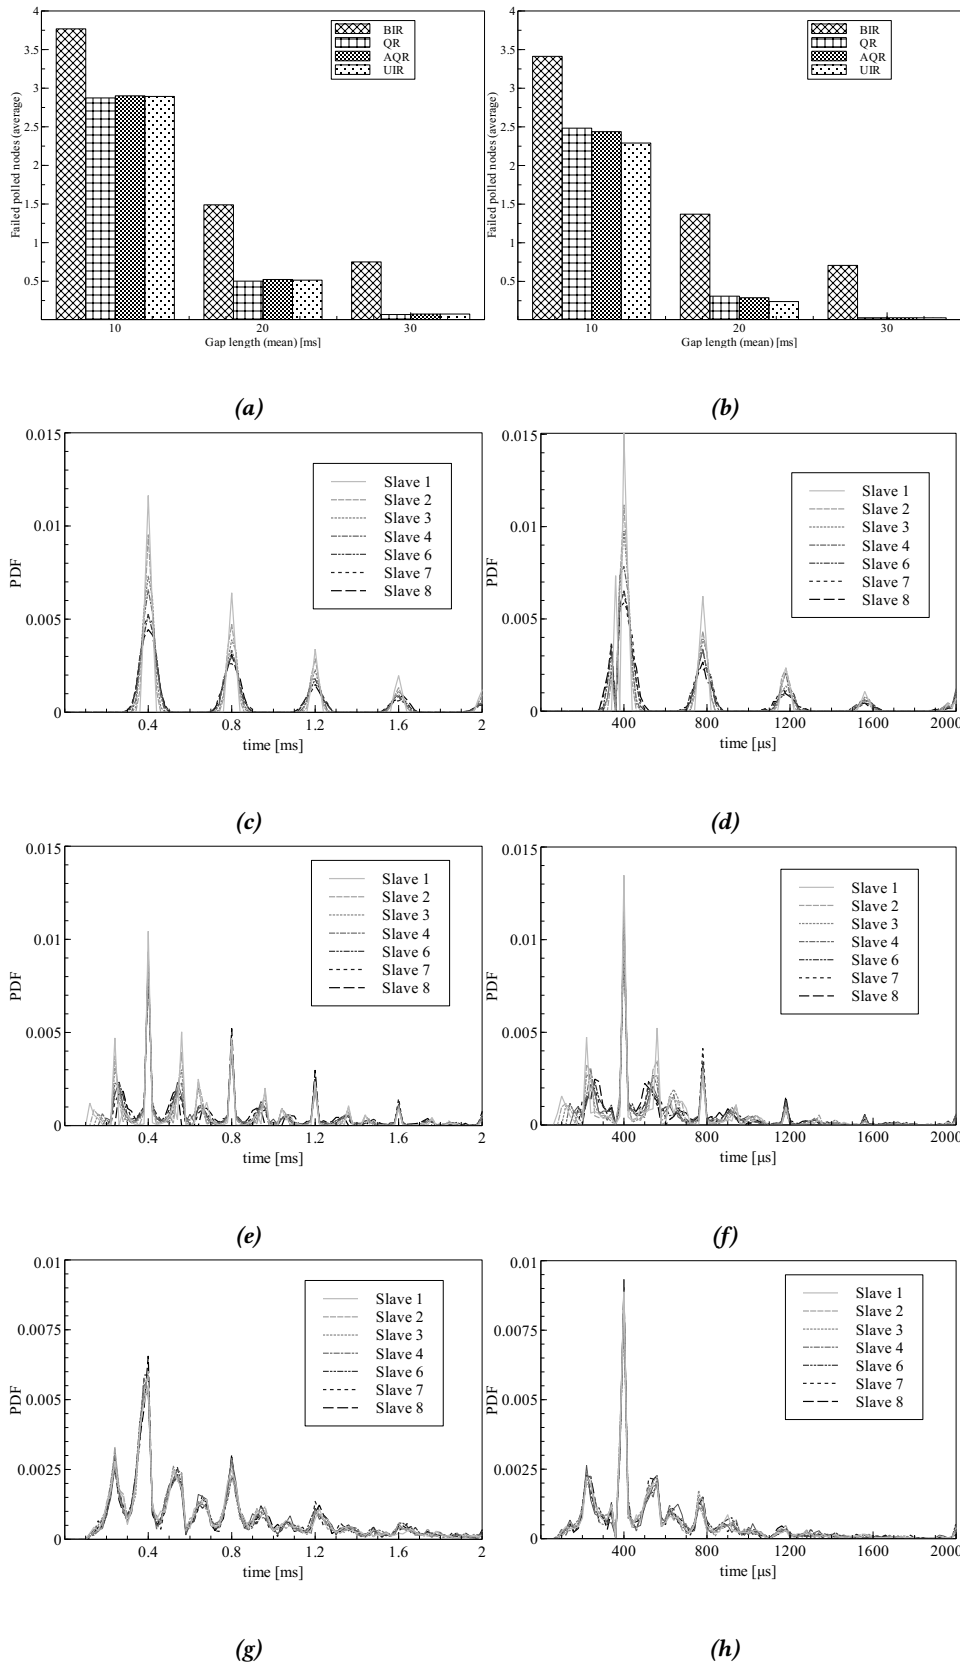 4
3.5
3
2.5
2
1.5
1
0.5
Failed polled nodes (average)
BIR
QR
AQR
UIR
10
20
30
Gap length (mean) [ms]
(a)
4
3.5
3
2.5
2
1.5
1
0.5
Failed polled nodes (average)
BIR
QR
AQR
UIR
10
20
30
Gap length (mean) [ms]
(b)
0.015
0.01
0.005
0
PDF
Slave 1
Slave 2
Slave 3
Slave 4
Slave 6
Slave 7
Slave 8
0.4
0.8
1.2
1.6
2
time [ms]
(c)
0.015
0.01
0.005
0
PDF
Slave 1
Slave 2
Slave 3
Slave 4
Slave 6
Slave 7
Slave 8
400
800
1200
1600
2000
time [µs]
(d)
0.015
0.01
0.005
0
PDF
Slave 1
Slave 2
Slave 3
Slave 4
Slave 6
Slave 7
Slave 8
0.4
0.8
1.2
1.6
2
time [ms]
(e)
0.015
0.01
0.005
0
PDF
Slave 1
Slave 2
Slave 3
Slave 4
Slave 6
Slave 7
Slave 8
400
800
1200
1600
2000
time [µs]
(f)
0.01
0.0075
0.005
0.0025
0
PDF
Slave 1
Slave 2
Slave 3
Slave 4
Slave 6
Slave 7
Slave 8
0.4
0.8
1.2
1.6
2
time [ms]
(g)
0.01
0.0075
0.005
0.0025
0
PDF
Slave 1
Slave 2
Slave 3
Slave 4
Slave 6
Slave 7
Slave 8
400
800
1200
1600
2000
time [µs]
(h)